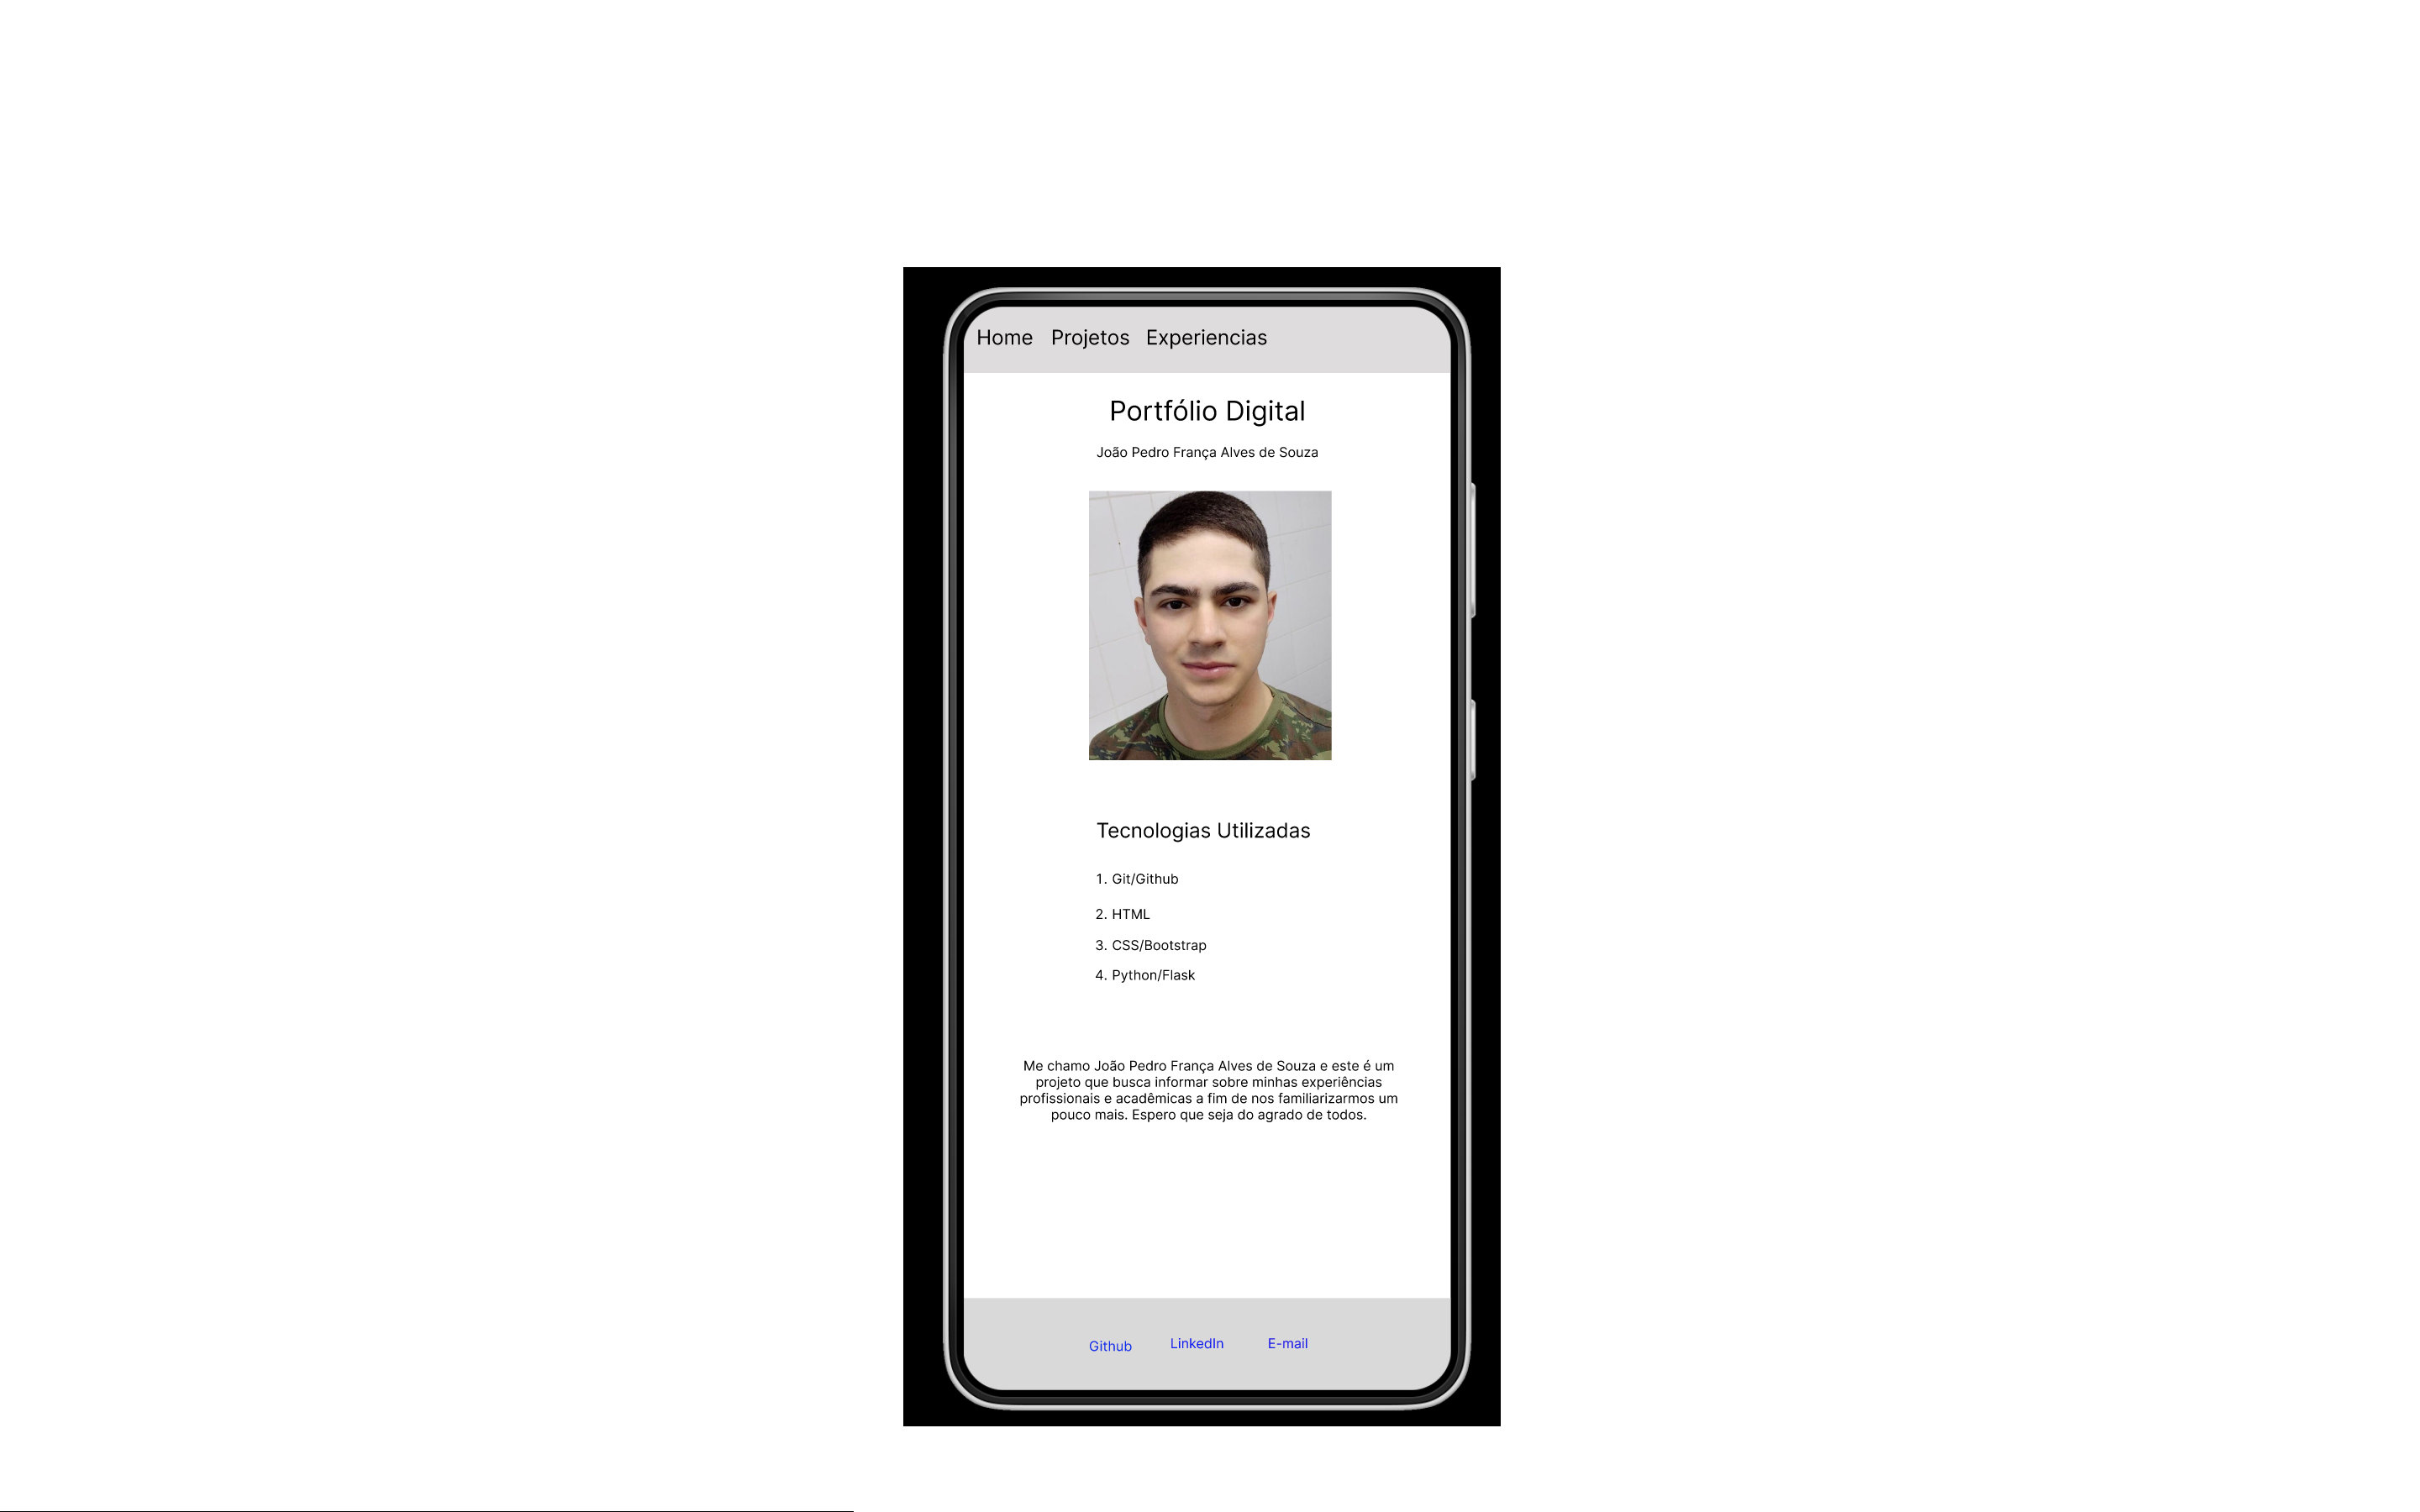 Home Projetos Experiencias
Portfólio Digital
João Pedro França Alves de Souza
Tecnologias Utilizadas
1. Git/Github
2. HTML
3. CSS/Bootstrap
4. Python/Flask
Me chamo João Pedro França Alves de Souza e este é um
projeto que busca informar sobre minhas experiências
profissionais e acadêmicas a fim de nos familiarizarmos um
pouco mais. Espero que seja do agrado de todos.
Github LinkedIn E-mail